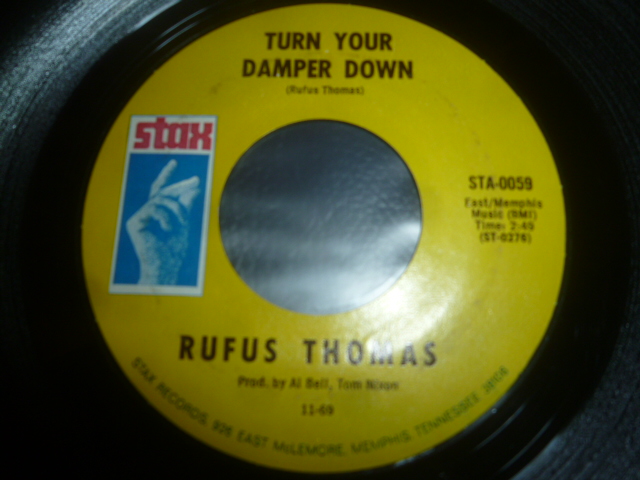 TURN YOUR
DAMPER DOWN
(Rufus Thomas)
stax
STA-0059
East/Memphis
Music (BMI)
Time: 2:49
(ST-0276)
RUFUS THOMAS
Prod. by Al Bell, Tom Nixon
11-69
STAX RECORDS, 926 EAST McLEMORE, MEMPHIS, TENNESSEE 38106